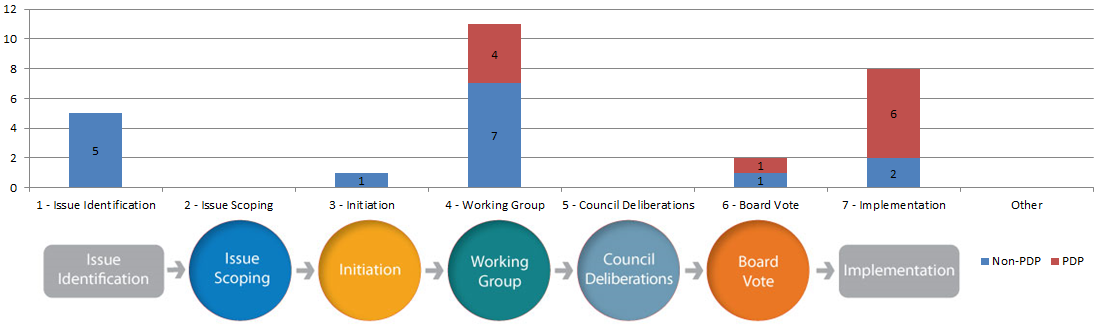 12
10
8
6
4
2
0
5
1
4
7
1
1
6
2
1 - Issue Identification 2 - Issue Scoping 3 - Initiation 4 - Working Group 5 - Council Deliberations 6 - Board Vote 7 - Implementation Other
Issue
Identification
Issue
Scoping
Initiation
Working
Group
Council
Deliberations
Board
Vote
Implementation
Non-PDP PDP